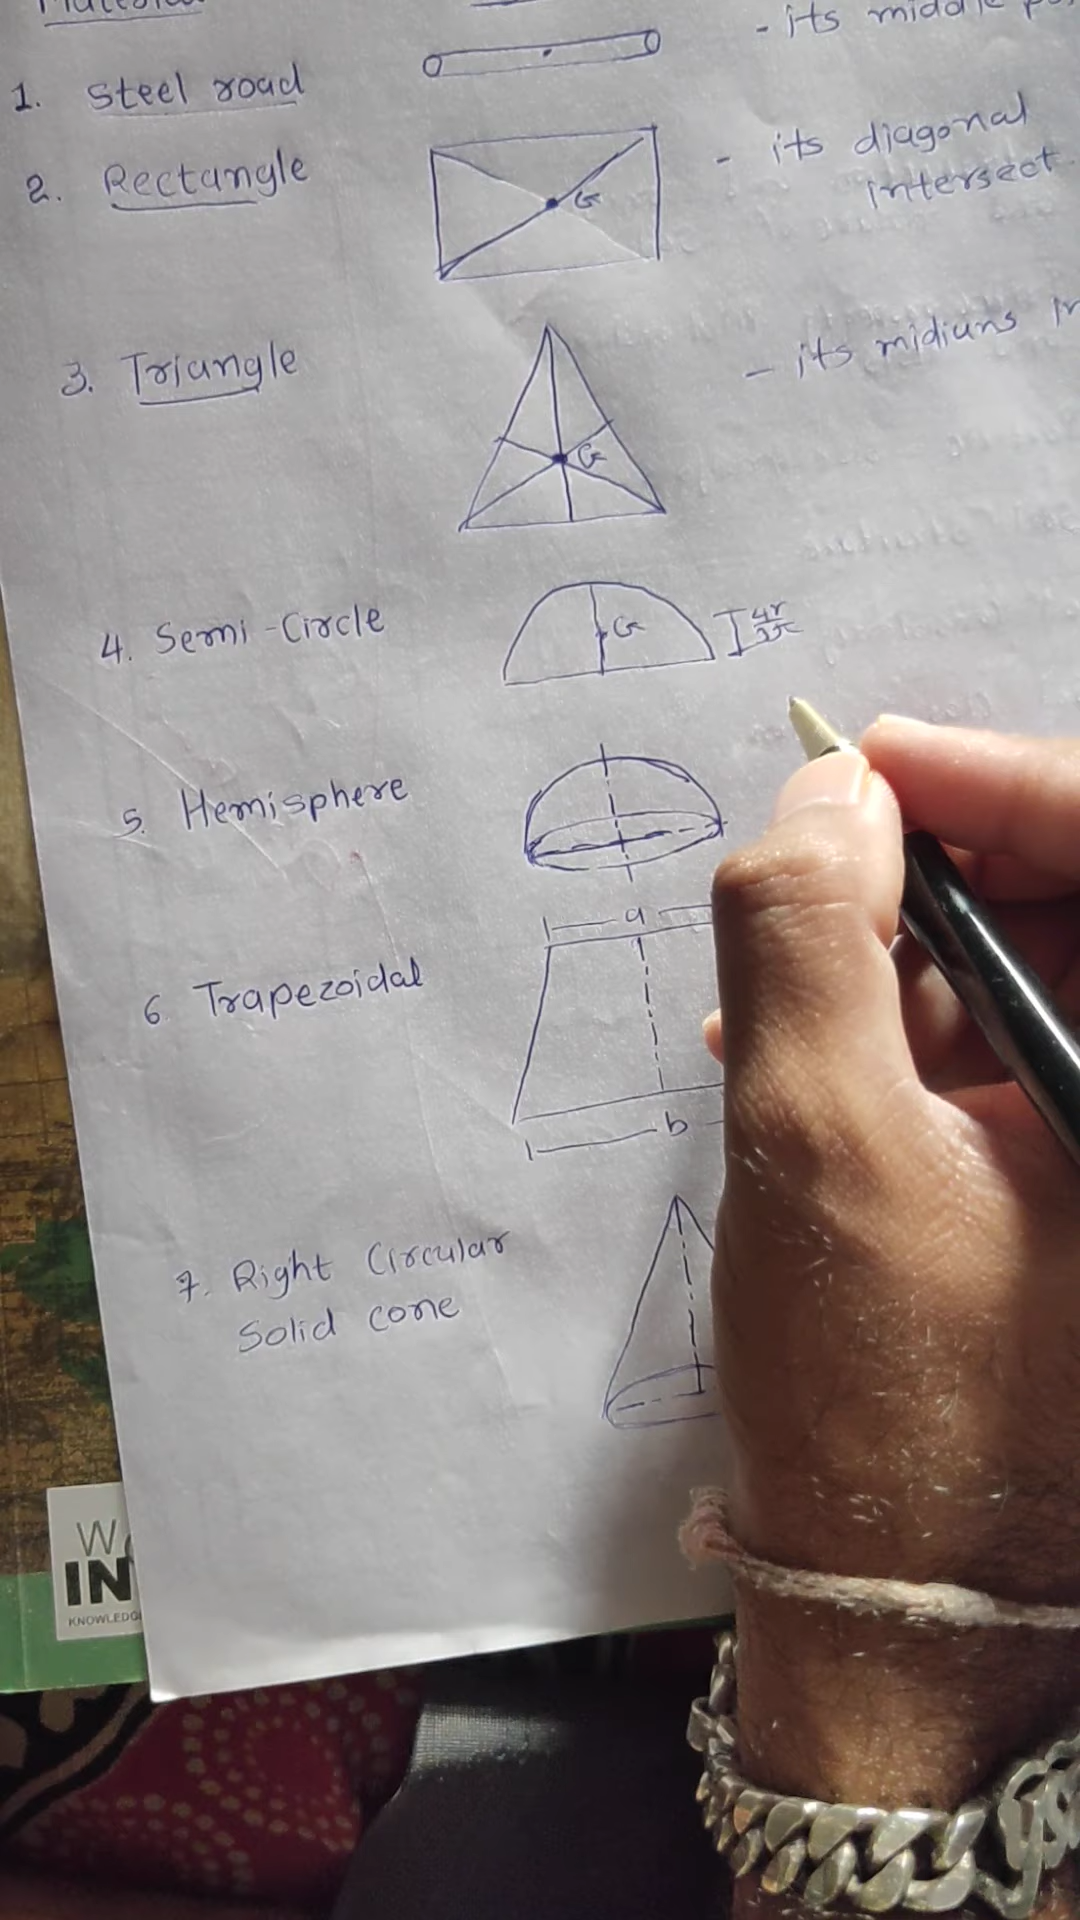 1. Steel road
- its middle
2. Rectangle
G
- its diagonal
intersect.
3. Triangle
G
- its midians
4. Semi-Circle
G
4r
3π
5. Hemisphere
6. Trapezoidal
a
b
7. Right Circular
Solid cone
W
IN
KNOWLEDG